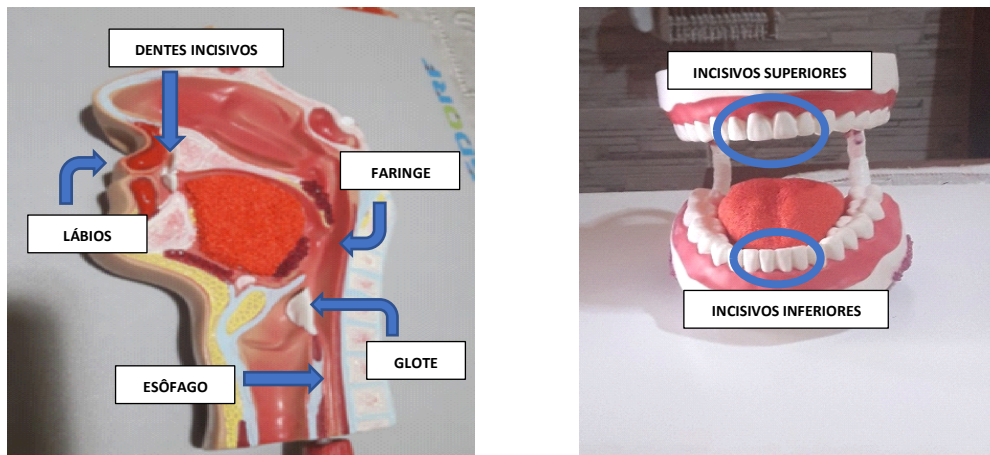 DENTES INCISIVOS
FARINGE
LÁBIOS
GLOTE
ESÔFAGO
INCISIVOS SUPERIORES
INCISIVOS INFERIORES